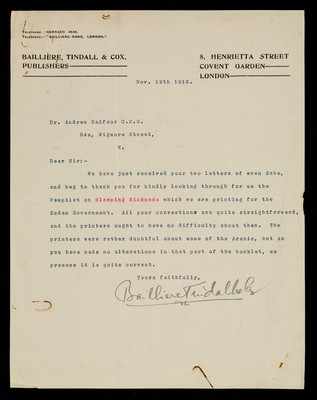 TELEPHONE: GERRARD 4646.
TELEGRAMS: "BAILLIERE-RAND, LONDON."
BAILLIÈRE, TINDALL & COX,
PUBLISHERS
8, HENRIETTA STREET
COVENT GARDEN
LONDON
Nov. 19th 1912.
Dr. Andrew Balfour C.M.G.
84a, Wigmore Street,
W.
Dear Sir:-
We have just received your two letters of even date,
and beg to thank you for kindly looking through for us the
Pamphlet on Sleeping Sickness which we are printing for the
Sudan Government. All your corrections are quite straightforward,
and the printers ought to have no difficulty about them. The
printers were rather doubtful about some of the Arabic, but as
you have made no alterations in that part of the booklet, we
presume it is quite correct.
Yours faithfully,
Bailliere Tindall & Co